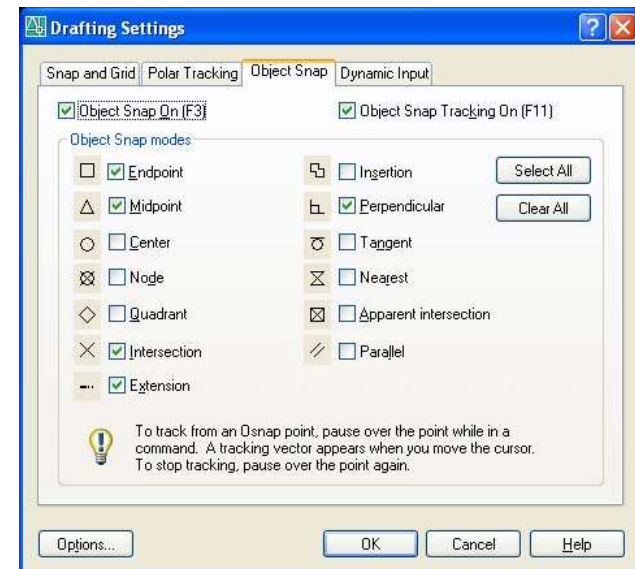 Drafting Settings
Snap and Grid Polar Tracking Object Snap Dynamic Input
Object Snap On (F3) Object Snap Tracking On (F11)
Object Snap modes
Endpoint Insertion Select All
Midpoint Perpendicular Clear All
Center Tangent
Node Nearest
Quadrant Apparent intersection
Intersection Parallel
Extension
To track from an Osnap point, pause over the point while in a
command. A tracking vector appears when you move the cursor.
To stop tracking, pause over the point again.
Options... OK Cancel Help